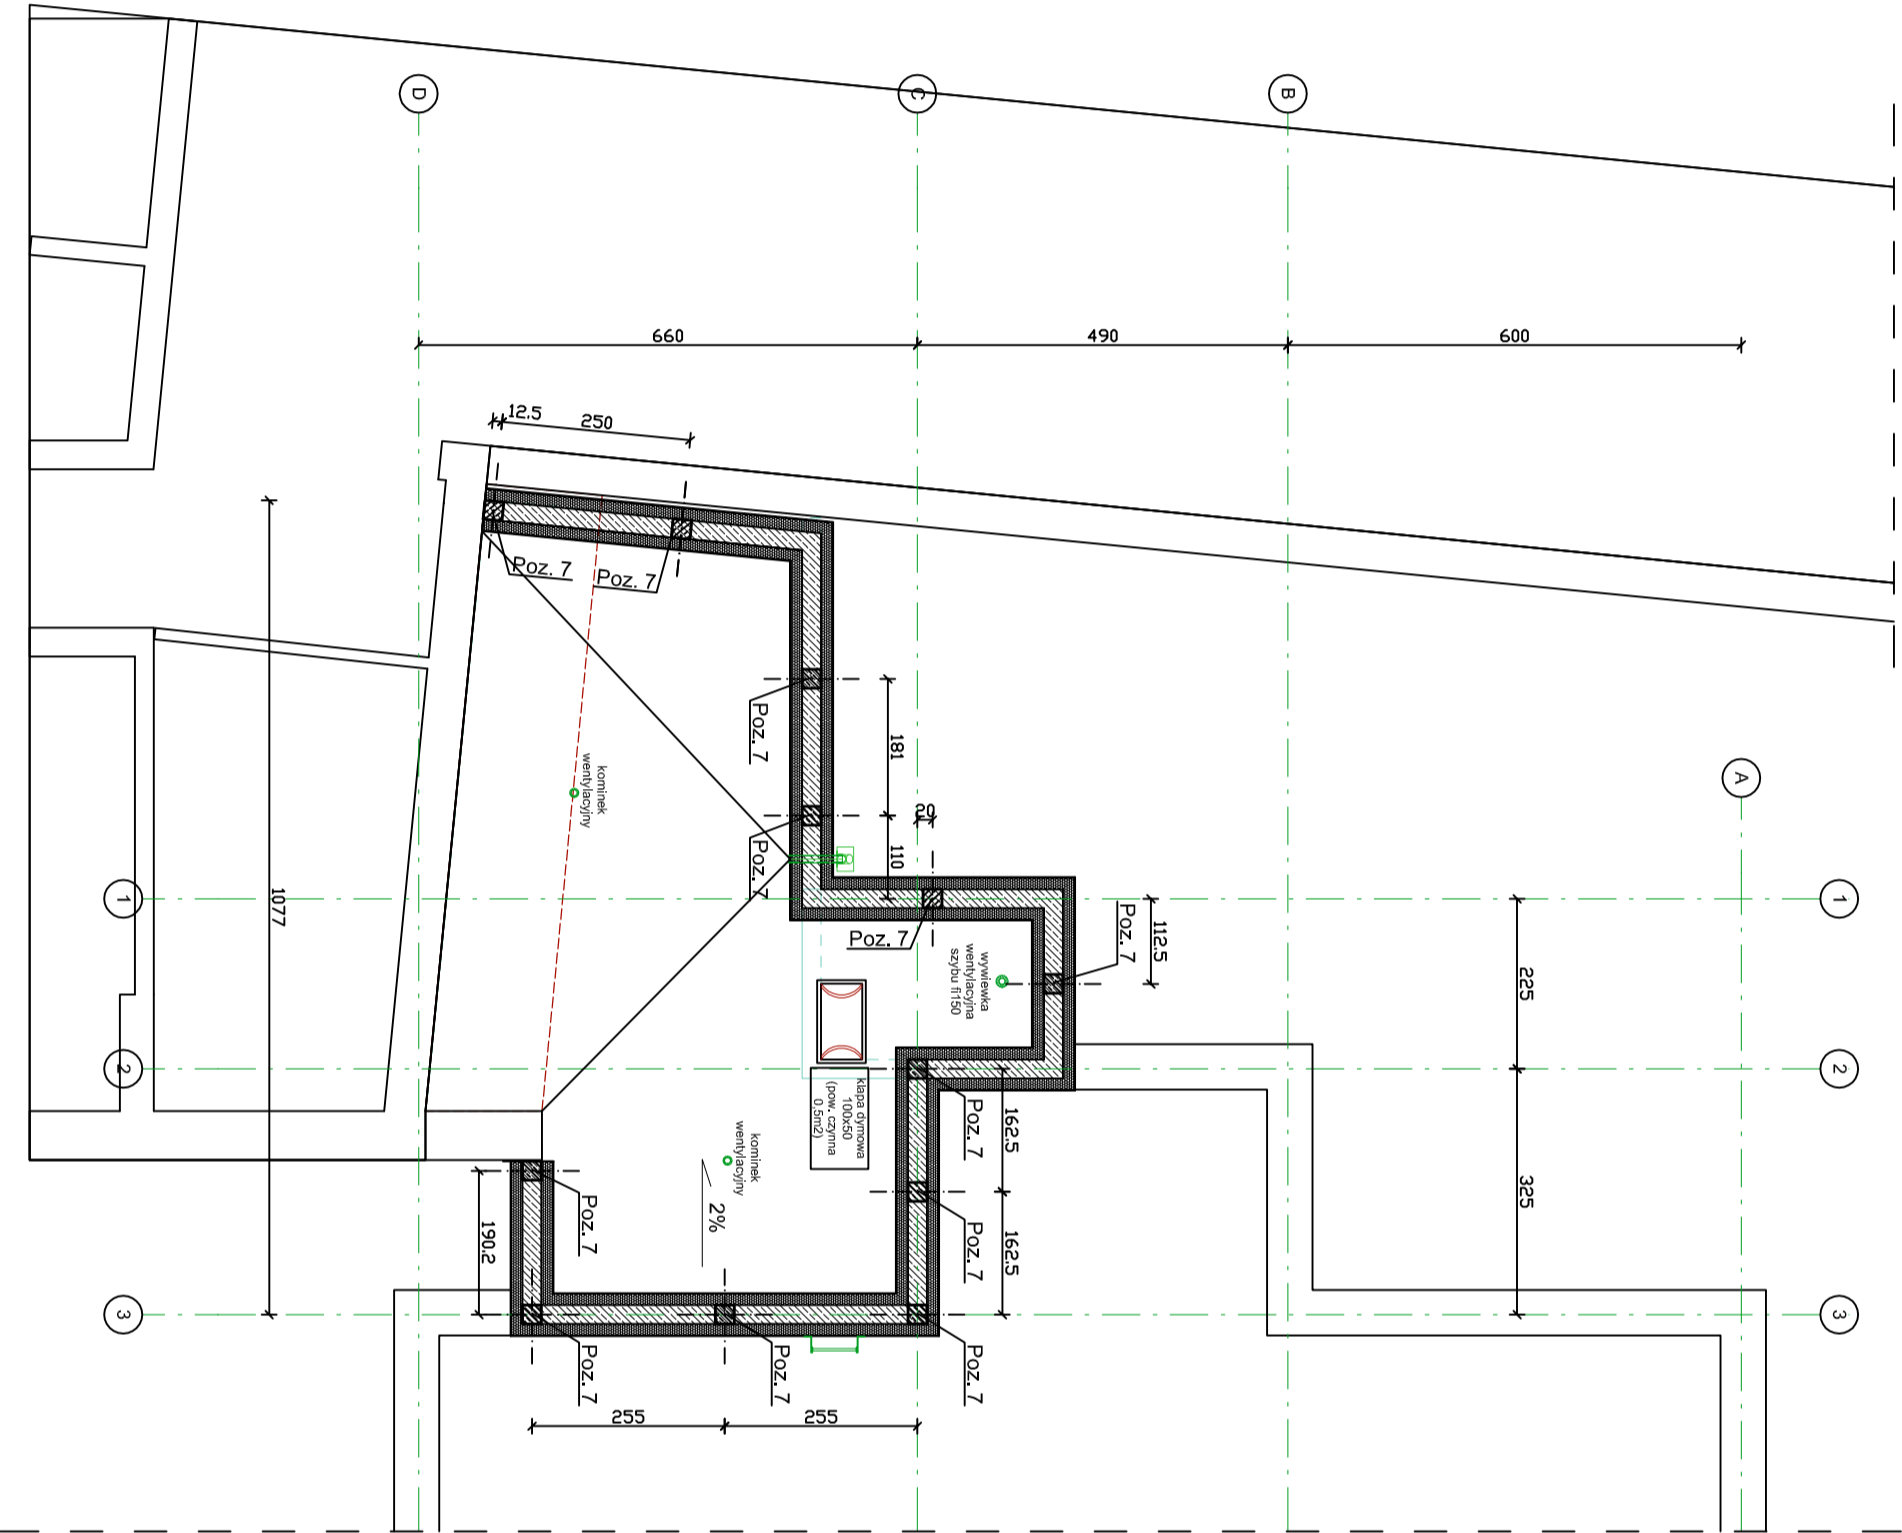 D
C
B
660
490
600
12.5
250
Poz. 7
Poz. 7
A
Poz. 7
181
kominek
wentylacyjny
20
110
Poz. 7
1
1077
1
Poz. 7
Poz. 7
112.5
wywiewka
wentylacyjna
szybu fi150
225
2
2
klapa dymowa
100x50
(pow. czynna
0,5m2)
Poz. 7
162.5
kominek
wentylacyjny
2%
Poz. 7
190.2
Poz. 7
162.5
325
3
3
Poz. 7
Poz. 7
Poz. 7
255
255